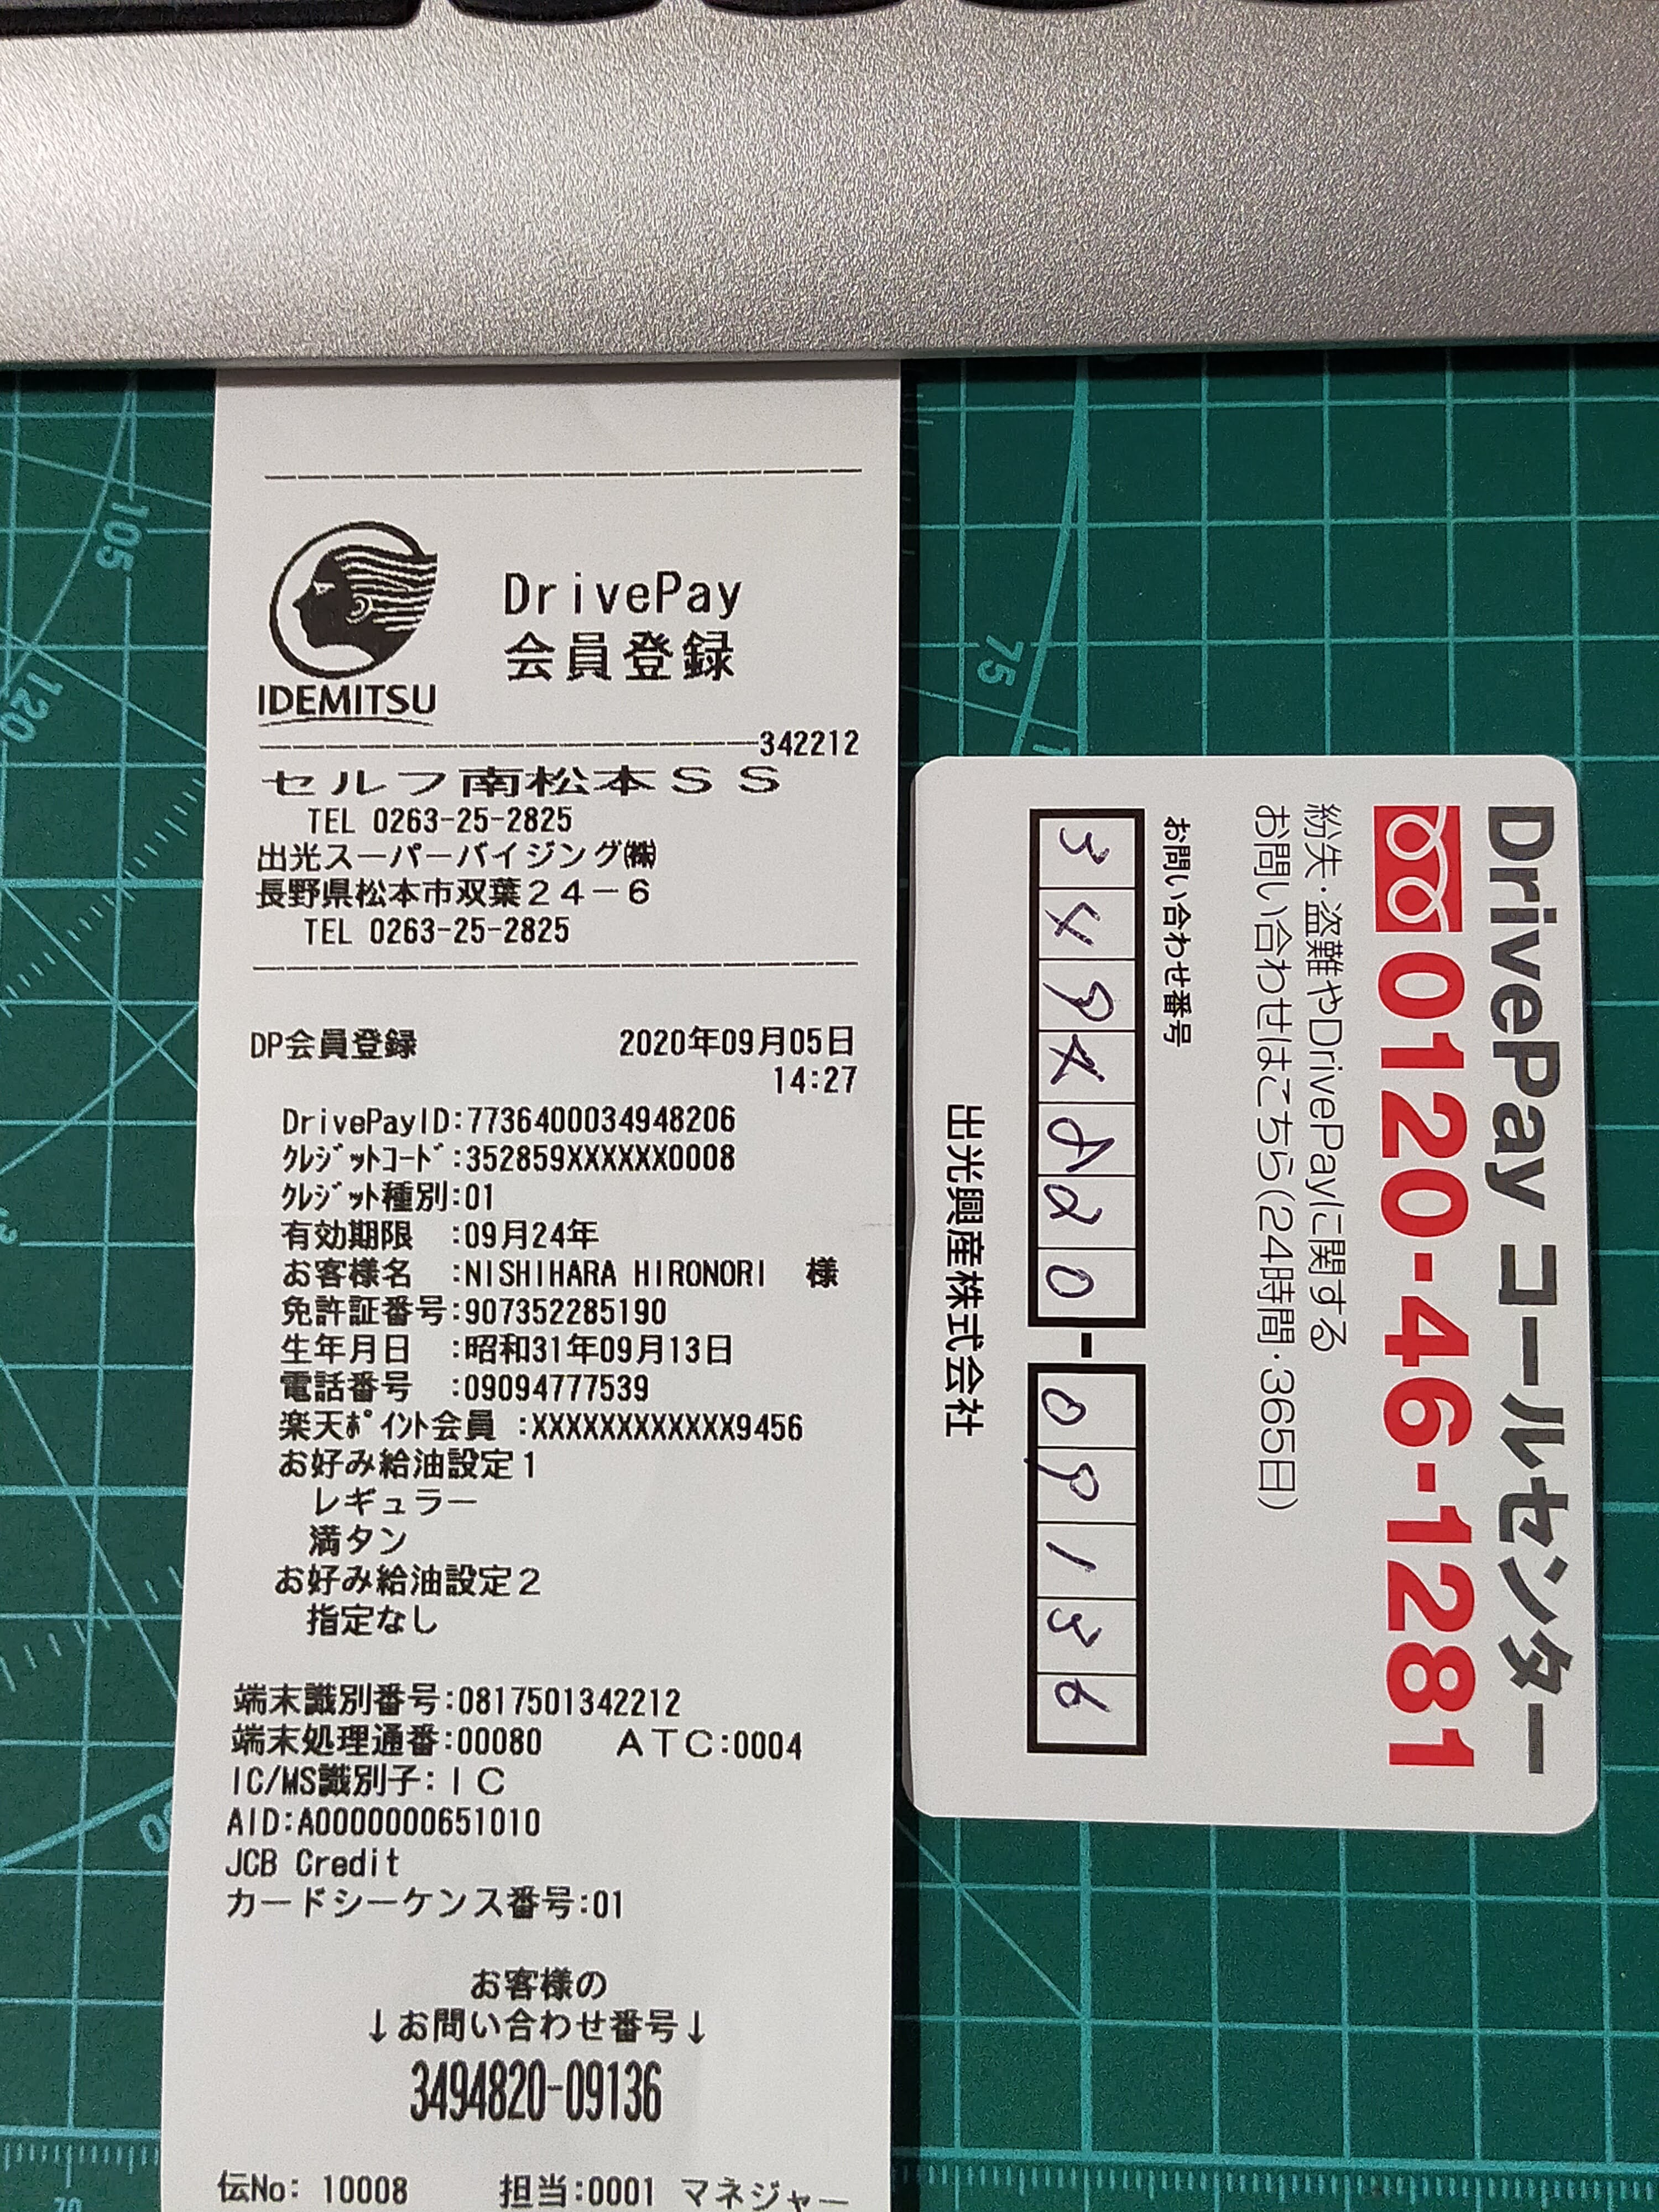 IDEMITSU
DrivePay
会員登録
342212
セルフ南松本SS
TEL 0263-25-2825
出光スーパーバイジング㈱
長野県松本市双葉24-6
TEL 0263-25-2825
DP会員登録 2020年09月05日
14:27
DrivePayID:7736400034948206
ｸﾚｼﾞｯﾄｺｰﾄﾞ:352859XXXXXX0008
ｸﾚｼﾞｯﾄ種別:01
有効期限 :09月24年
お客様名 :NISHIHARA HIRONORI 様
免許証番号:907352285190
生年月日 :昭和31年09月13日
電話番号 :09094777539
楽天ﾎﾟｲﾝﾄ会員 :XXXXXXXXXXXX9456
お好み給油設定1
レギュラー
満タン
お好み給油設定2
指定なし
端末識別番号:0817501342212
端末処理通番:00080 ATC:0004
IC/MS識別子:IC
AID:A0000000651010
JCB Credit
カードシーケンス番号:01
お客様の
↓お問い合わせ番号↓
3494820-09136
伝No: 10008 担当:0001 マネジャー
DrivePay コールセンター
0120-46-1281
紛失・盗難やDrivePayに関する
お問い合わせはこちら(24時間・365日)
お問い合わせ番号
3494820-09136
出光興産株式会社
105
120
75
70